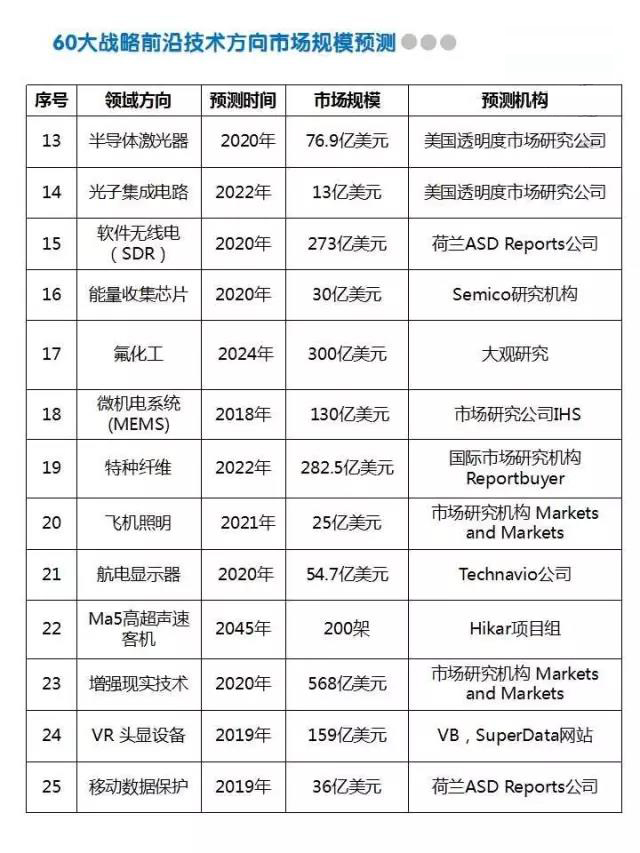 60大战略前沿技术方向市场规模预测
序号 领域方向 预测时间 市场规模 预测机构
13 半导体激光器 2020年 76.9亿美元 美国透明度市场研究公司
14 光子集成电路 2022年 13亿美元 美国透明度市场研究公司
15 软件无线电 2020年 273亿美元 荷兰ASD Reports公司
（SDR）
16 能量收集芯片 2020年 30亿美元 Semico研究机构
17 氟化工 2024年 300亿美元 大观研究
18 微机电系统 2018年 130亿美元 市场研究公司IHS
(MEMS)
19 特种纤维 2022年 282.5亿美元 国际市场研究机构
Reportbuyer
20 飞机照明 2021年 25亿美元 市场研究机构 Markets
and Markets
21 航电显示器 2020年 54.7亿美元 Technavio公司
22 Ma5高超声速 2045年 200架 Hikar项目组
客机
23 增强现实技术 2020年 568亿美元 市场研究机构 Markets
and Markets
24 VR 头显设备 2019年 159亿美元 VB，SuperData网站
25 移动数据保护 2019年 36亿美元 荷兰ASD Reports公司